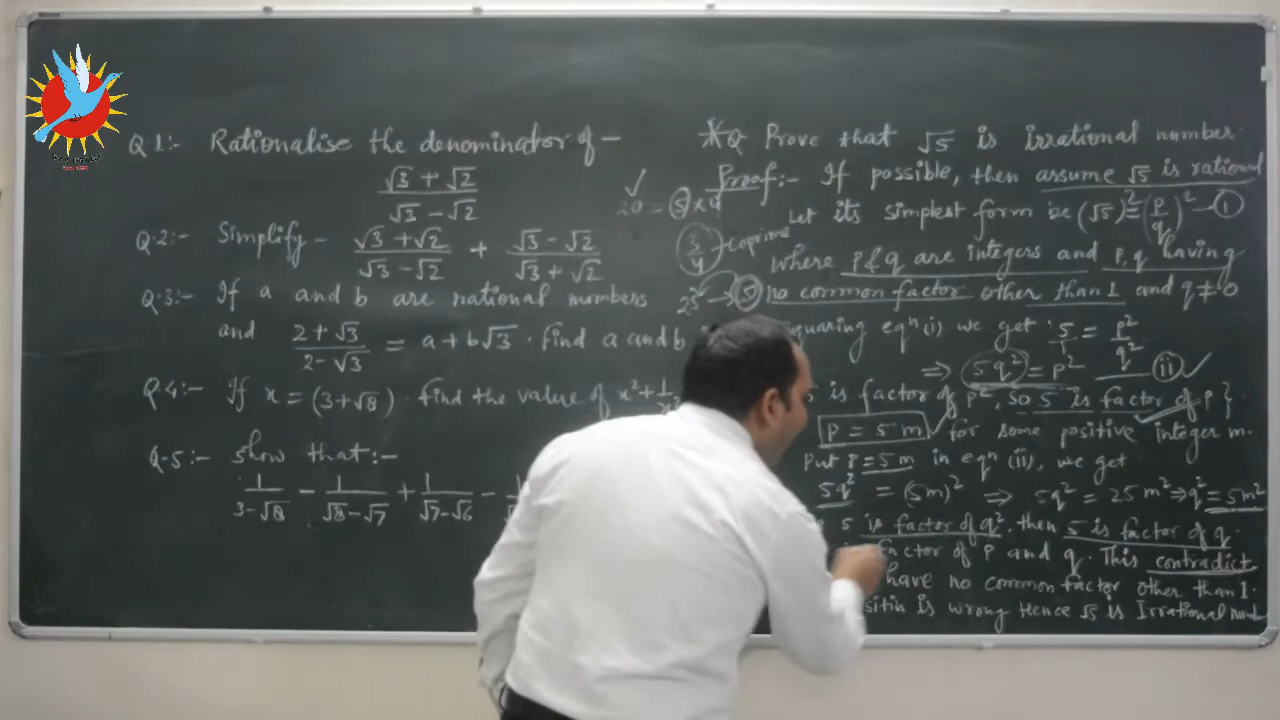 Q 1:- Rationalise the denominator of -
√3 + √2
√3 - √2
Q.2:- Simplify - √3 + √2 / √3 - √2 + √3 - √2 / √3 + √2
Q.3:- If a and b are rational numbers
and 2 + √3 / 2 - √3 = a + b√3 . find a and b
Q 4:- If x = (3 + √8) . find the value of x² + 1
Q.5:- Show that:-
1 / 3 - √8 - 1 / √8 - √7 + 1 / √7 - √6 -
*Q Prove that √5 is irrational number.
Proof:- If possible, then assume √5 is rational
20 = 5 × 4
Let its simplest form be (√5)² = (p/q)² - 1
3/4 → coprime
where p & q are integers and p, q having
25 → 5
no common factor other than 1 and q ≠ 0
quaring eqⁿ (i) we get 5/1 = p²/q²
⇒ 5q² = p² - ii ✓
is factor of p², so 5 is factor of p }
P = 5 m ✓ for some positive integer m.
Put P = 5m in eqⁿ (ii), we get
5q² = (5m)² ⇒ 5q² = 25 m² ⇒ q² = 5m²
5 is factor of q². then 5 is factor of q
factor of P and q. This contradict
have no common factor other than 1.
sitin is wrong Hence √5 is Irrational